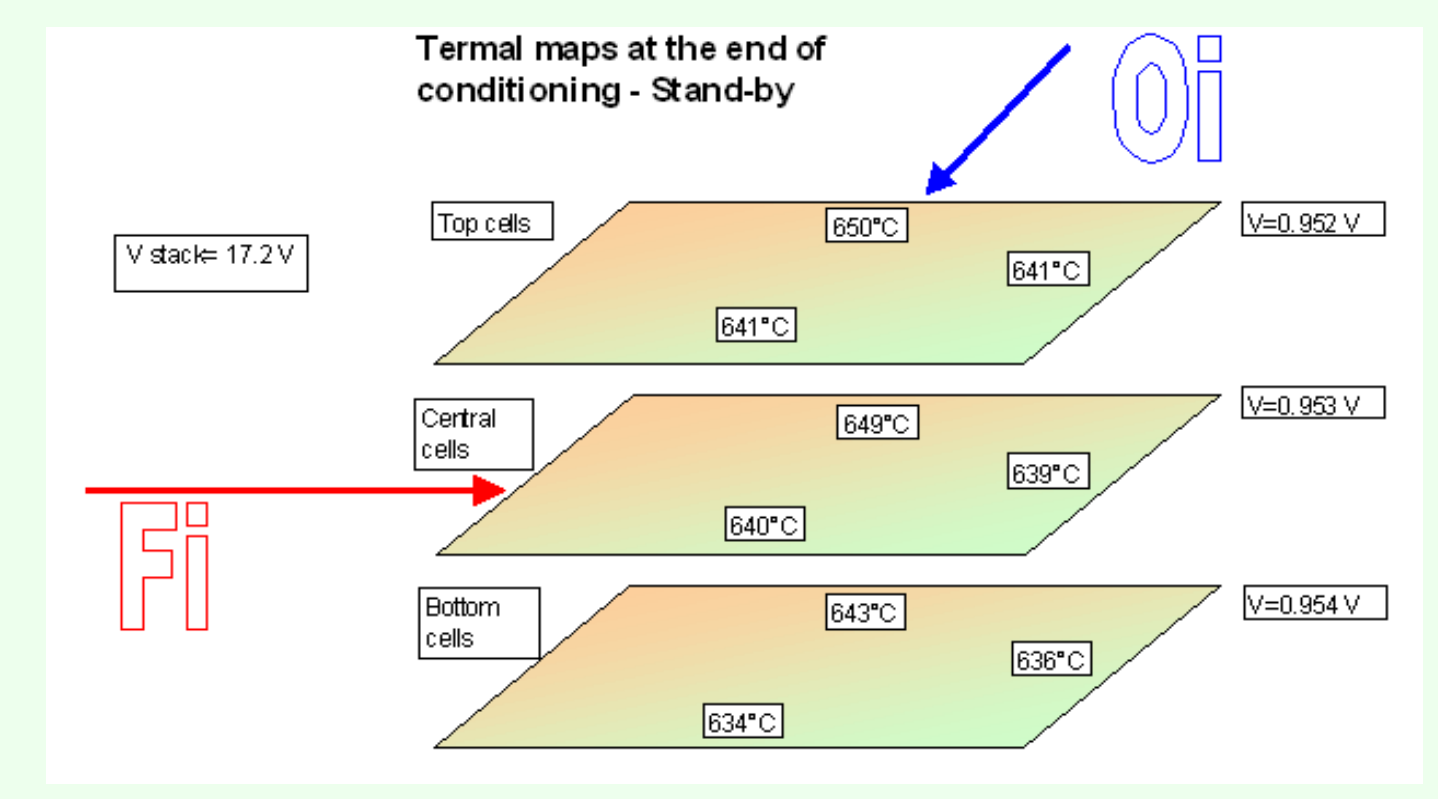 Termal maps at the end of
conditioning - Stand-by
Oi
Top cells
650°C
V=0.952 V
V stack= 17.2 V
641°C
641°C
Central
cells
649°C
V=0.953 V
639°C
Fi
640°C
Bottom
cells
643°C
V=0.954 V
636°C
634°C